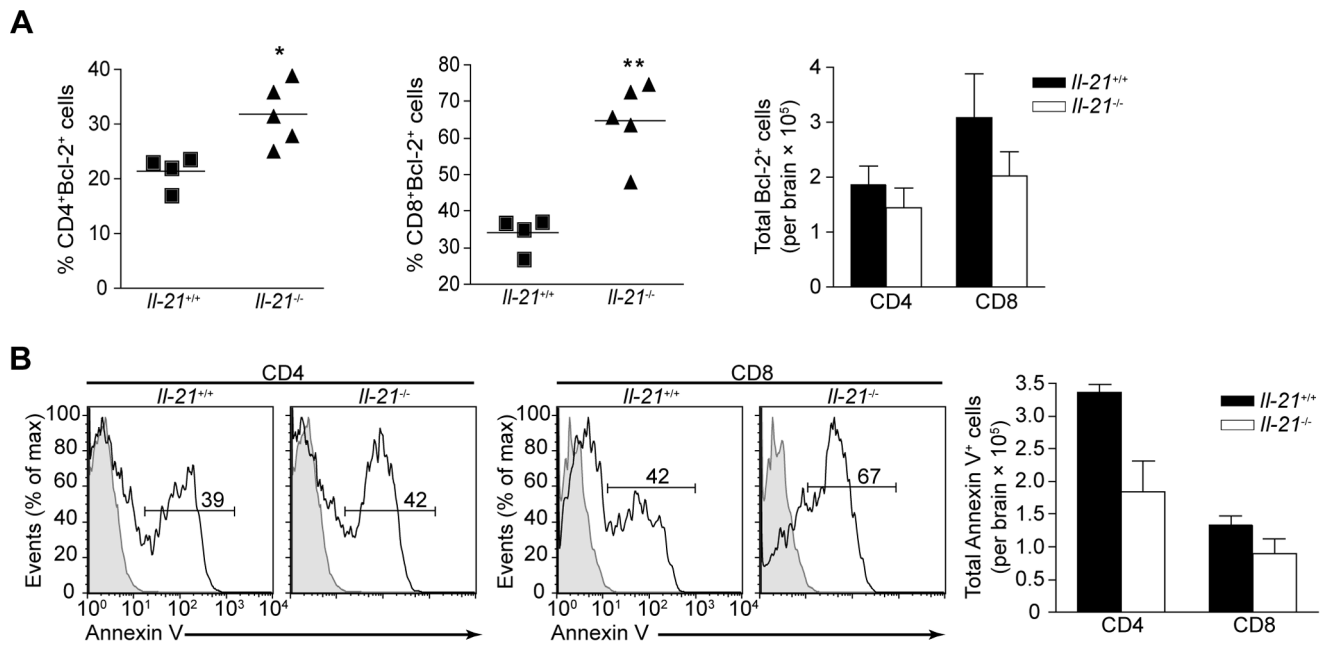 A
% CD4⁺Bcl-2⁺ cells
40
30
20
10
0
Il-21⁺/⁺
Il-21⁻/⁻
*
% CD8⁺Bcl-2⁺ cells
80
70
60
50
40
30
20
Il-21⁺/⁺
Il-21⁻/⁻
**
Total Bcl-2⁺ cells
(per brain × 10⁵)
4
3
2
1
0
CD4
CD8
Il-21⁺/⁺
Il-21⁻/⁻
B
CD4
Il-21⁺/⁺
Il-21⁻/⁻
Events (% of max)
100
80
60
40
20
0
39
42
10⁰ 10¹ 10² 10³ 10⁴
Annexin V
CD8
Il-21⁺/⁺
Il-21⁻/⁻
Events (% of max)
100
80
60
40
20
0
42
67
10⁰ 10¹ 10² 10³ 10⁴
Annexin V
Total Annexin V⁺ cells
(per brain × 10⁵)
3.5
3.0
2.5
2.0
1.5
1.0
0.5
0
CD4
CD8
Il-21⁺/⁺
Il-21⁻/⁻